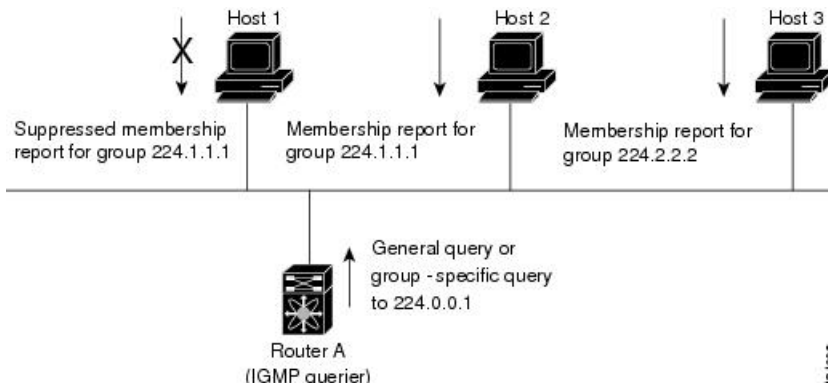 Host 1
Host 2
Host 3
X
Suppressed membership
report for group 224.1.1.1
Membership report for
group 224.1.1.1
Membership report for
group 224.2.2.2
General query or
group - specific query
to 224.0.0.1
Router A
(IGMP querier)